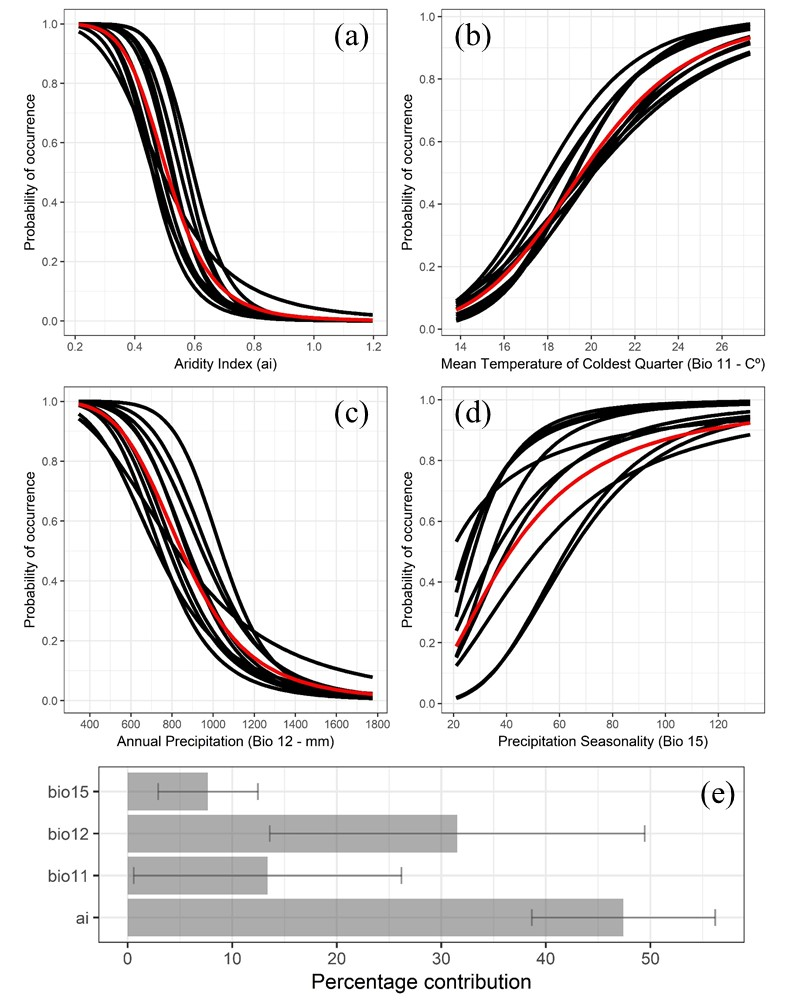 (a)
1.0
0.8
0.6
0.4
0.2
0.0
Probability of occurrence
0.2 0.4 0.6 0.8 1.0 1.2
Aridity Index (ai)
(b)
1.0
0.8
0.6
0.4
0.2
0.0
Probability of occurrence
14 16 18 20 22 24 26
Mean Temperature of Coldest Quarter (Bio 11 - Cº)
(c)
1.0
0.8
0.6
0.4
0.2
0.0
Probability of occurrence
400 600 800 1000 1200 1400 1600 1800
Annual Precipitation (Bio 12 - mm)
(d)
1.0
0.8
0.6
0.4
0.2
0.0
Probability of occurrence
20 40 60 80 100 120
Precipitation Seasonality (Bio 15)
(e)
bio15
bio12
bio11
ai
0 10 20 30 40 50
Percentage contribution